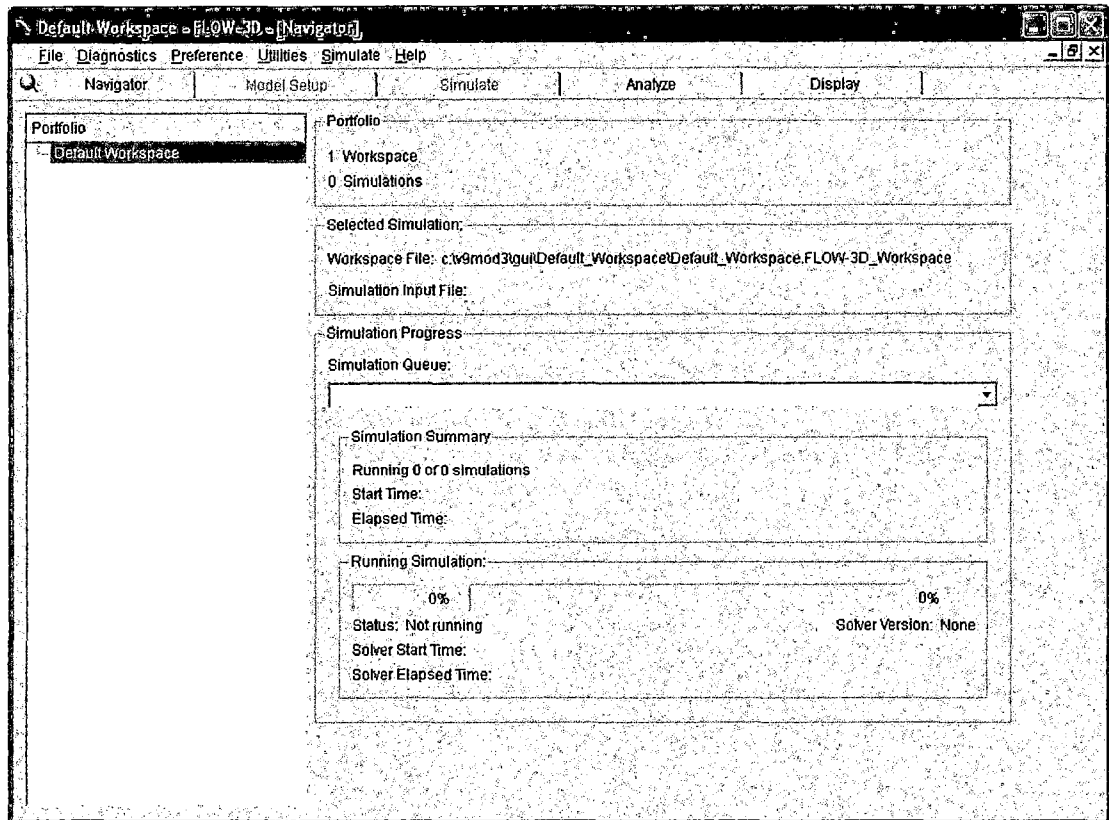 Default Workspace - FLOW-3D - [Navigator]
File Diagnostics Preference Utilities Simulate Help
Navigator Model Setup Simulate Analyze Display
Portfolio
Default Workspace
Portfolio
1 Workspace
0 Simulations
Selected Simulation:
Workspace File: c:\v9mod3\gui\Default_Workspace\Default_Workspace.FLOW-3D_Workspace
Simulation Input File:
Simulation Progress
Simulation Queue:
Simulation Summary
Running 0 of 0 simulations
Start Time:
Elapsed Time:
Running Simulation:
0% 0%
Status: Not running Solver Version: None
Solver Start Time:
Solver Elapsed Time: